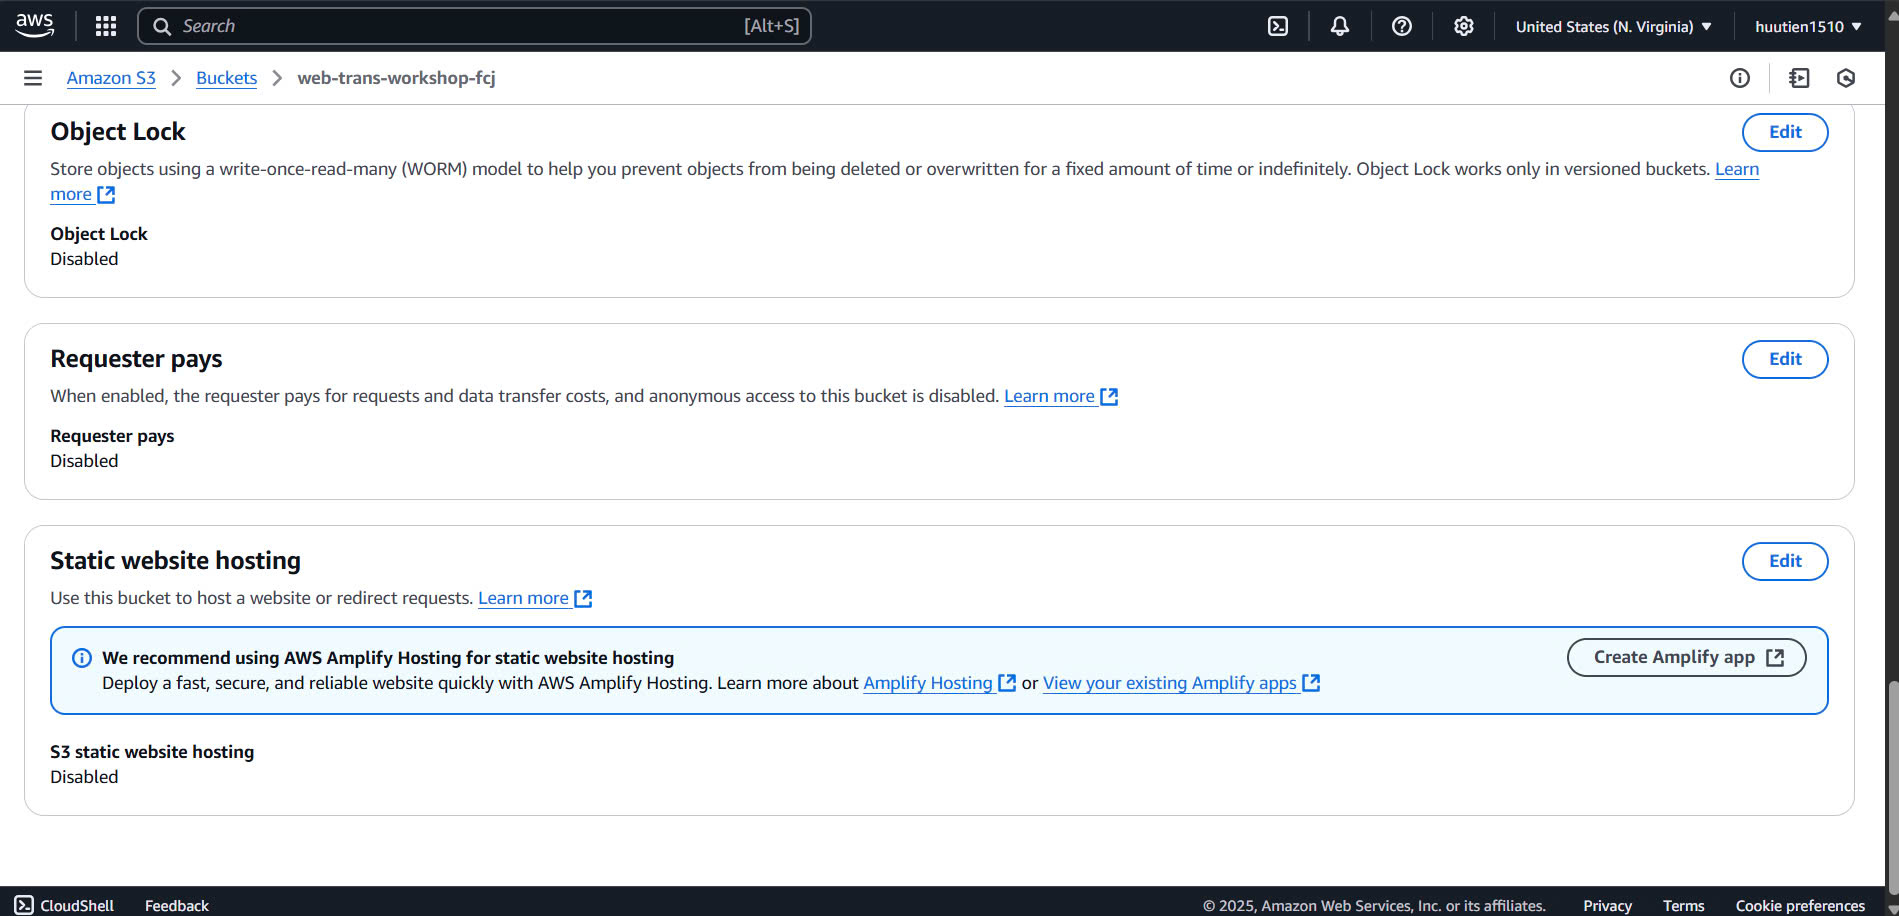 aws
Search [Alt+S]
United States (N. Virginia)
huutien1510
Amazon S3 > Buckets > web-trans-workshop-fcj
Object Lock
Edit
Store objects using a write-once-read-many (WORM) model to help you prevent objects from being deleted or overwritten for a fixed amount of time or indefinitely. Object Lock works only in versioned buckets. Learn
more
Object Lock
Disabled
Requester pays
Edit
When enabled, the requester pays for requests and data transfer costs, and anonymous access to this bucket is disabled. Learn more
Requester pays
Disabled
Static website hosting
Edit
Use this bucket to host a website or redirect requests. Learn more
We recommend using AWS Amplify Hosting for static website hosting
Create Amplify app
Deploy a fast, secure, and reliable website quickly with AWS Amplify Hosting. Learn more about Amplify Hosting or View your existing Amplify apps
S3 static website hosting
Disabled
CloudShell Feedback © 2025, Amazon Web Services, Inc. or its affiliates. Privacy Terms Cookie preferences